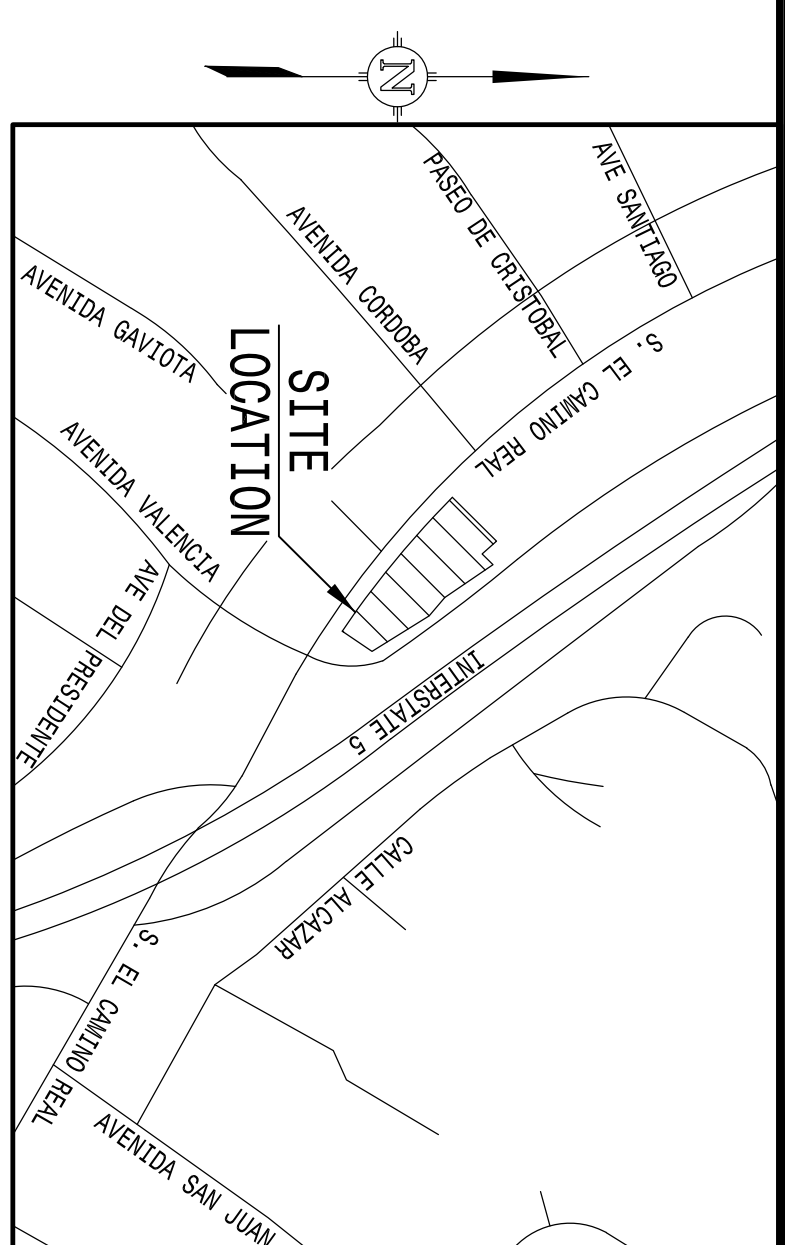 N
AVE SANTIAGO
PASEO DE CRISTOBAL
AVENIDA CORDOBA
AVENIDA GAVIOTA
S. EL CAMINO REAL
SITE
LOCATION
AVENIDA VALENCIA
AVE DEL
PRESIDENTE
INTERSTATE 5
CALLE ALCAZAR
S. EL CAMINO REAL
AVENIDA SAN JUAN